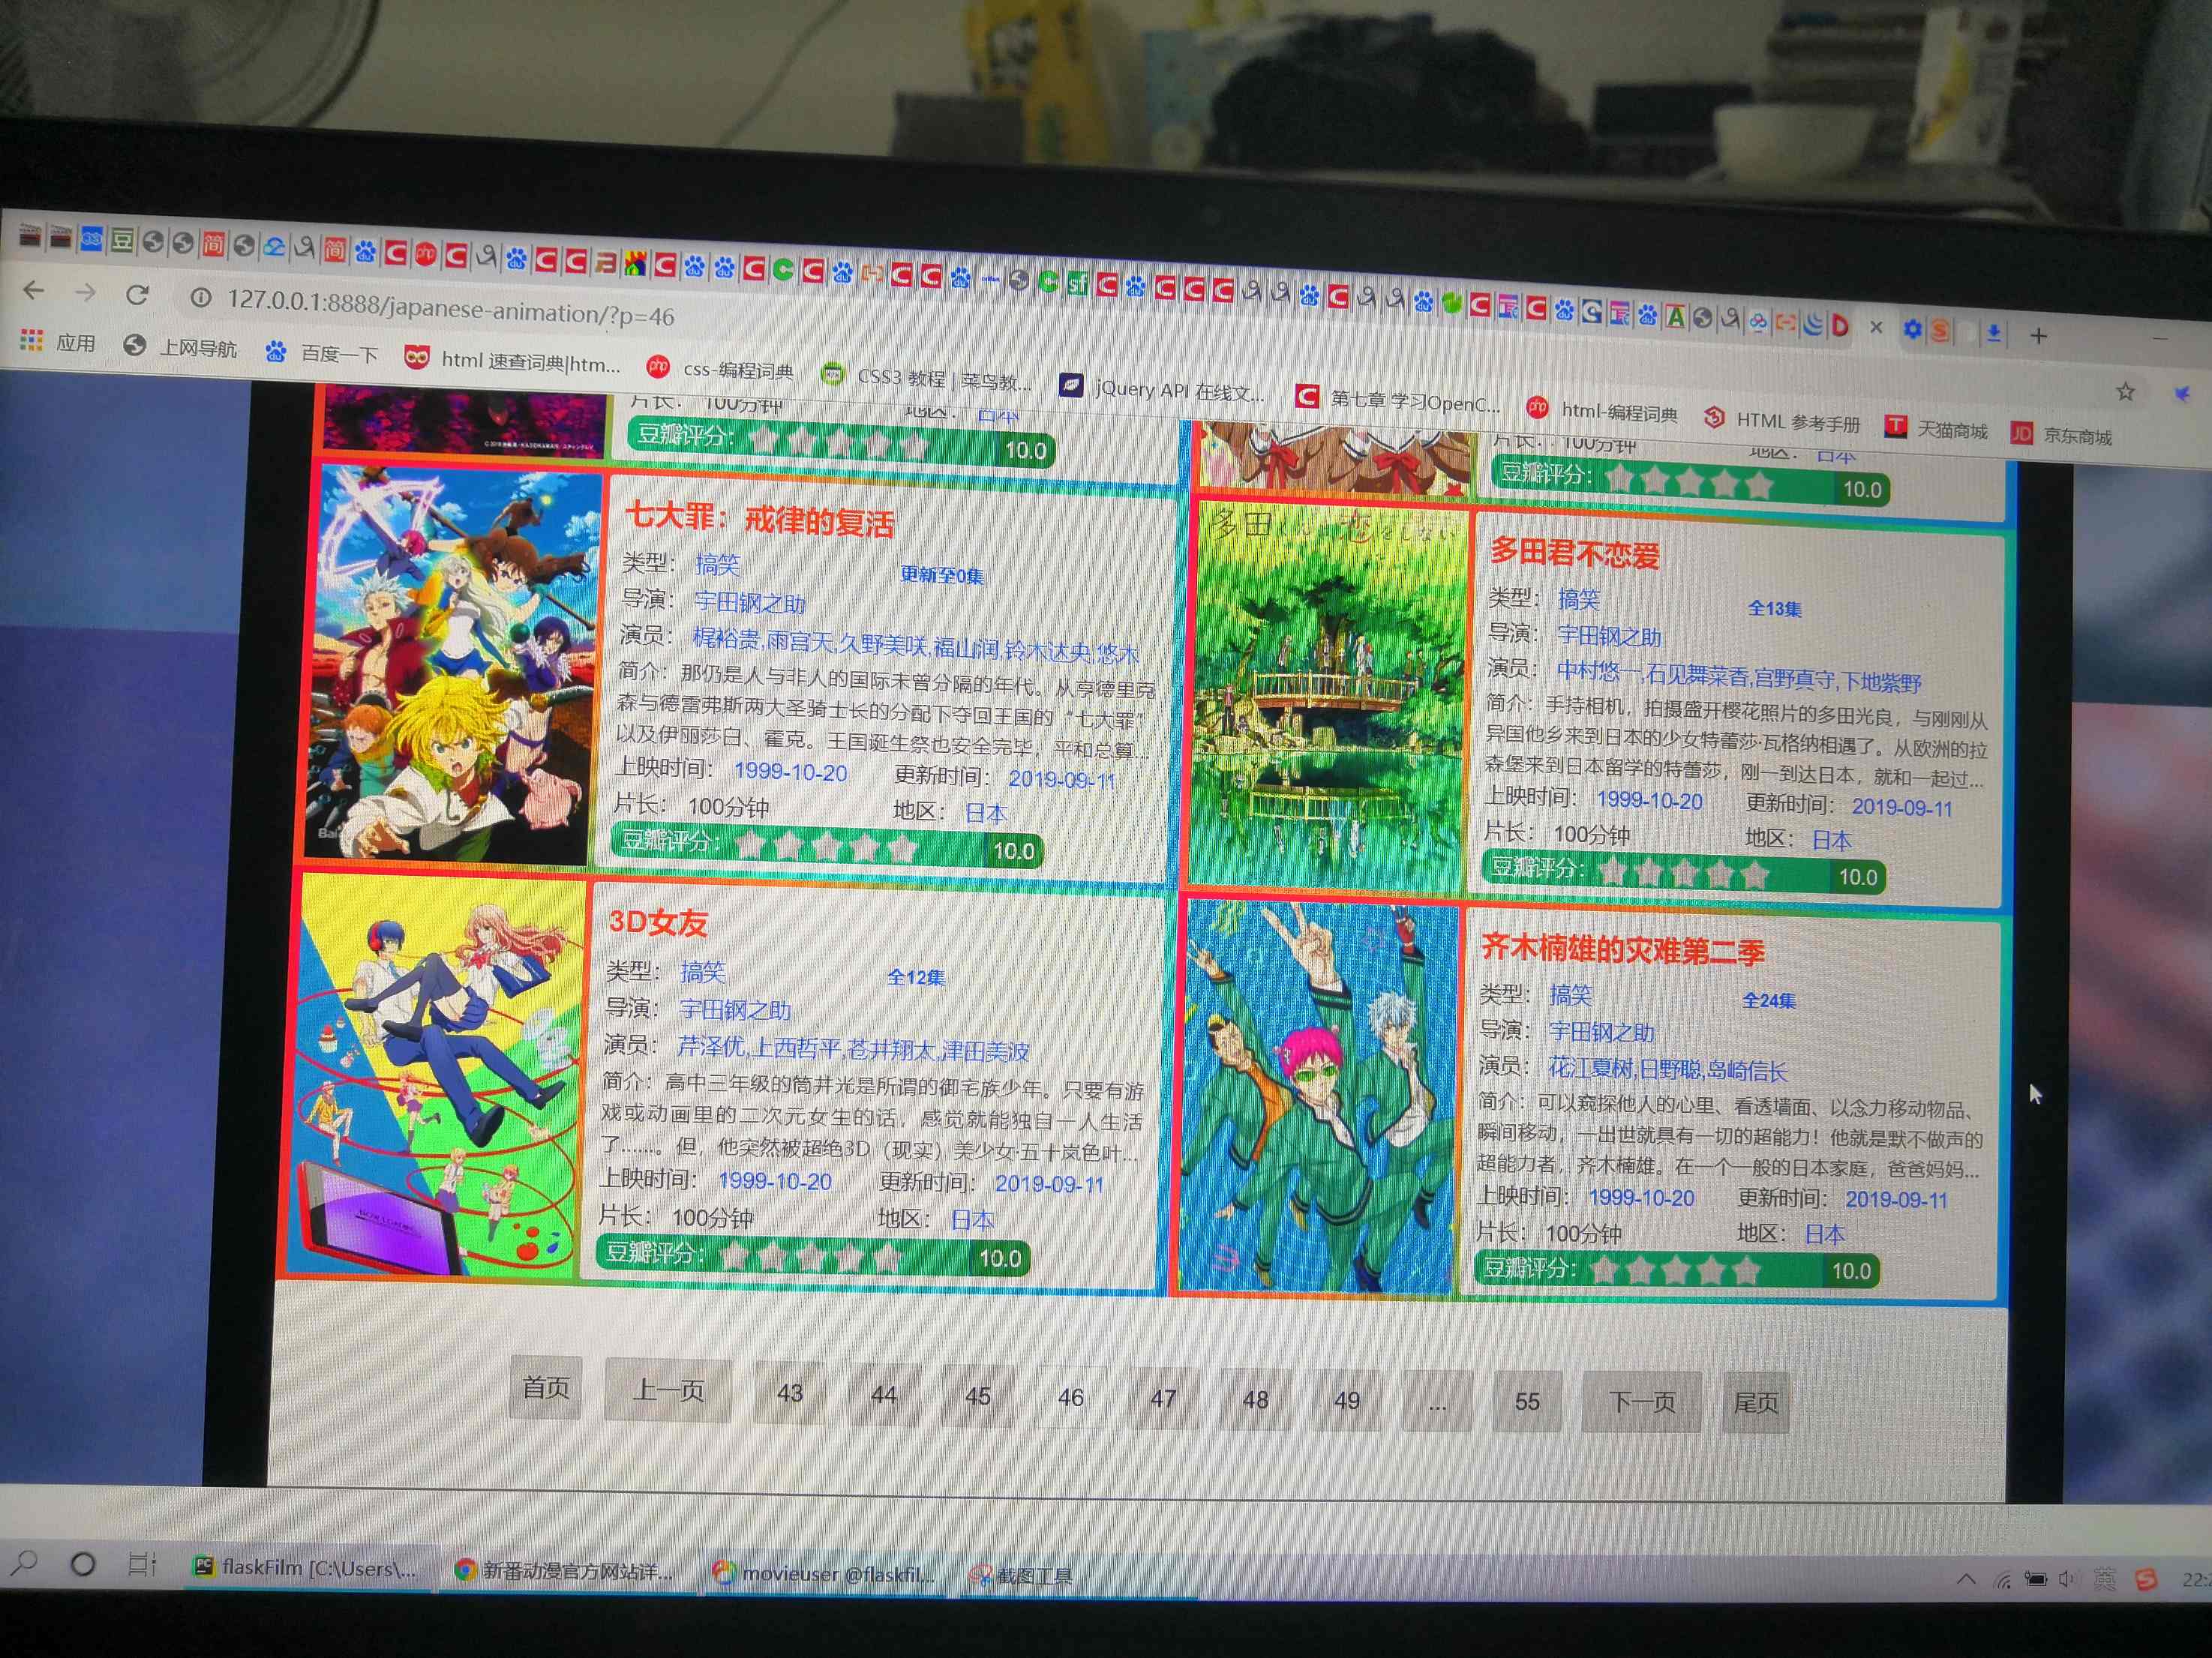 127.0.0.1:8888/japanese-animation/?p=46
应用 上网导航 百度一下 html 速查词典|htm... css-编程词典 CSS3 教程 | 菜鸟教... jQuery API 在线文... 第七章 学习OpenC... html-编程词典 HTML 参考手册 天猫商城 京东商城
片长： 100分钟 地区： 日本
豆瓣评分： 10.0
片长： 100分钟 地区： 日本
豆瓣评分： 10.0
七大罪：戒律的复活
类型： 搞笑 更新至0集
导演： 宇田钢之助
演员： 梶裕贵,雨宫天,久野美咲,福山润,铃木达央,悠木
简介：那仍是人与非人的国际未曾分隔的年代。从亨德里克
森与德雷弗斯两大圣骑士长的分配下夺回王国的“七大罪”
以及伊丽莎白、霍克。王国诞生祭也安全完毕，平和总算...
上映时间： 1999-10-20 更新时间： 2019-09-11
片长： 100分钟 地区： 日本
豆瓣评分： 10.0
多田君不恋爱
类型： 搞笑 全13集
导演： 宇田钢之助
演员： 中村悠一,石见舞菜香,宫野真守,下地紫野
简介：手持相机，拍摄盛开樱花照片的多田光良，与刚刚从
异国他乡来到日本的少女特蕾莎·瓦格纳相遇了。从欧洲的拉
森堡来到日本留学的特蕾莎，刚一到达日本，就和一起过...
上映时间： 1999-10-20 更新时间： 2019-09-11
片长： 100分钟 地区： 日本
豆瓣评分： 10.0
3D女友
类型： 搞笑 全12集
导演： 宇田钢之助
演员： 芹泽优,上西哲平,苍井翔太,津田美波
简介：高中三年级的筒井光是所谓的御宅族少年。只要有游
戏或动画里的二次元女生的话，感觉就能独自一人生活
了……。但，他突然被超绝3D（现实）美少女·五十岚色叶...
上映时间： 1999-10-20 更新时间： 2019-09-11
片长： 100分钟 地区： 日本
豆瓣评分： 10.0
齐木楠雄的灾难第二季
类型： 搞笑 全24集
导演： 宇田钢之助
演员： 花江夏树,日野聪,岛崎信长
简介：可以窥探他人的心里、看透墙面、以念力移动物品、
瞬间移动，一出世就具有一切的超能力！他就是默不做声的
超能力者，齐木楠雄。在一个一般的日本家庭，爸爸妈妈...
上映时间： 1999-10-20 更新时间： 2019-09-11
片长： 100分钟 地区： 日本
豆瓣评分： 10.0
首页 上一页 43 44 45 46 47 48 49 ... 55 下一页 尾页
flaskFilm [C:\Users\... 新番动漫官方网站详... movieuser @flaskfil... 截图工具 英